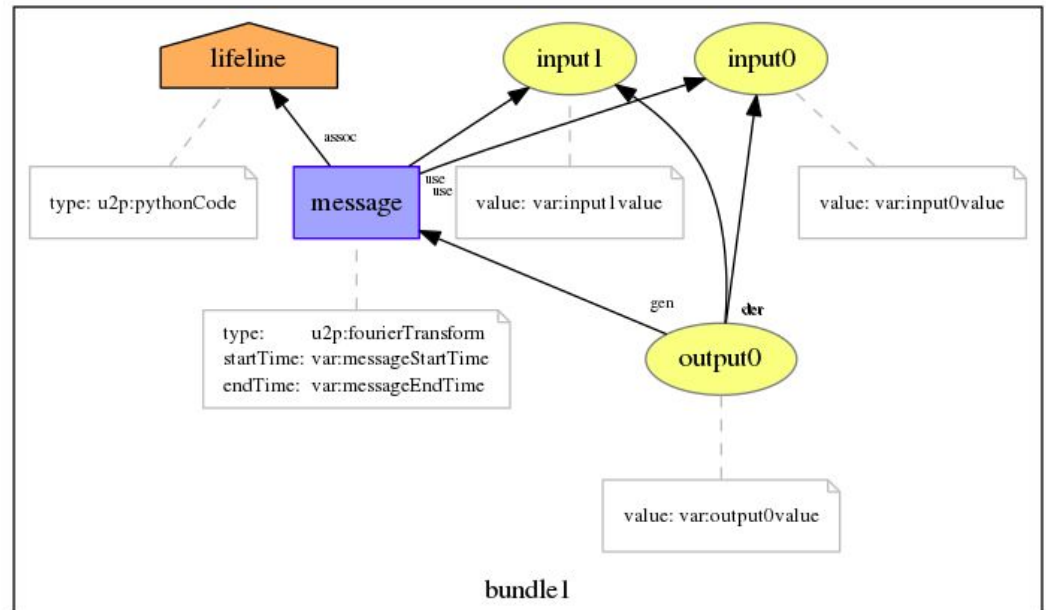 lifeline
input1
input0
assoc
use
use
type: u2p:pythonCode
message
value: var:input1value
value: var:input0value
gen
der
type: u2p:fourierTransform
startTime: var:messageStartTime
endTime: var:messageEndTime
output0
value: var:output0value
bundle1